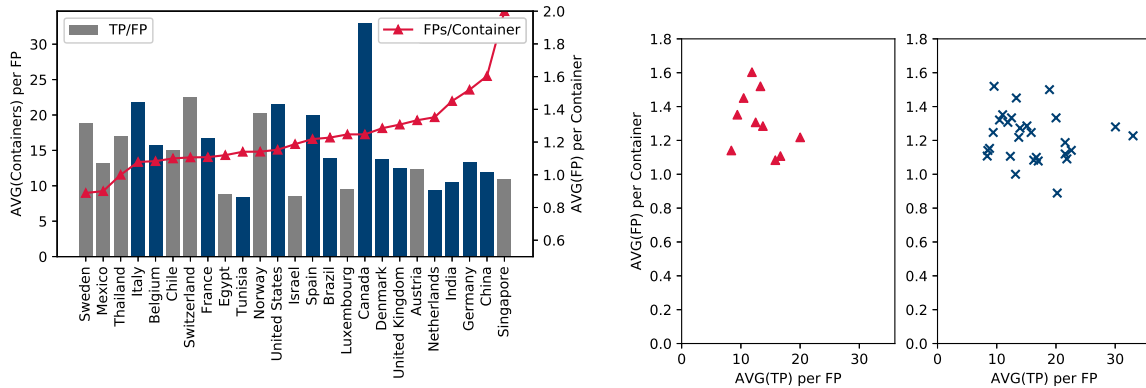 TP/FP
FPs/Container
AVG(Containers) per FP
0
5
10
15
20
25
30
AVG(FP) per Container
0.6
0.8
1.0
1.2
1.4
1.6
1.8
2.0
Sweden
Mexico
Thailand
Italy
Belgium
Chile
Switzerland
France
Egypt
Tunisia
Norway
United States
Israel
Spain
Brazil
Luxembourg
Canada
Denmark
United Kingdom
Austria
Netherlands
India
Germany
China
Singapore
AVG(FP) per Container
1.8
1.6
1.4
1.2
1.0
0.8
0.6
0.4
0.2
0.0
0
10
20
30
AVG(TP) per FP
1.8
1.6
1.4
1.2
1.0
0.8
0.6
0.4
0.2
0.0
0
10
20
30
AVG(TP) per FP